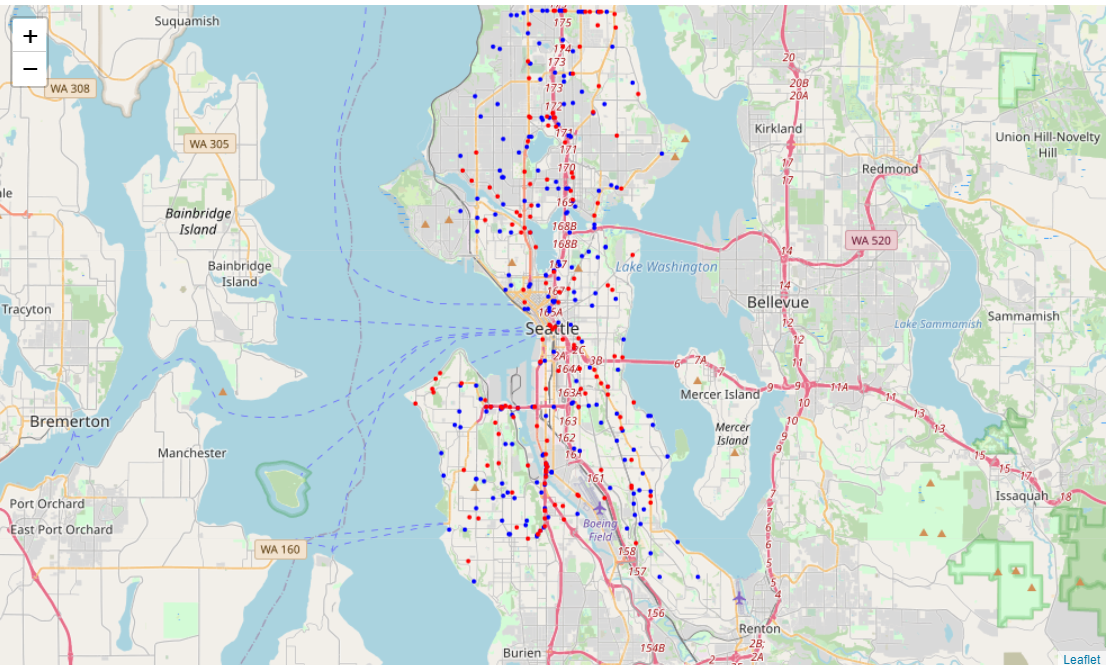 Suquamish
+
−
WA 308
WA 305
Bainbridge
Island
Bainbridge
Island
Tracyton
Bremerton
Manchester
Port Orchard
East Port Orchard
WA 160
175
174
173
173
172
171
171
170
169
168B
168B
167
165A
Seattle
2A
2C
3B
164A
163A
163
162
161
161
Boeing
Field
158
157
156
154B
Burien
Lake Washington
6
7A
7
9
Mercer Island
Mercer
Island
20
20B
20A
Kirkland
17
17
Redmond
Union Hill-Novelty
Hill
WA 520
14
14
Bellevue
12
12
11
9
11A
10
10
9
9
11
13
13
15
15
17
18
Lake Sammamish
Sammamish
Issaquah
7
7
6
6
5
5
4
Renton
2B
2A
2
Leaflet